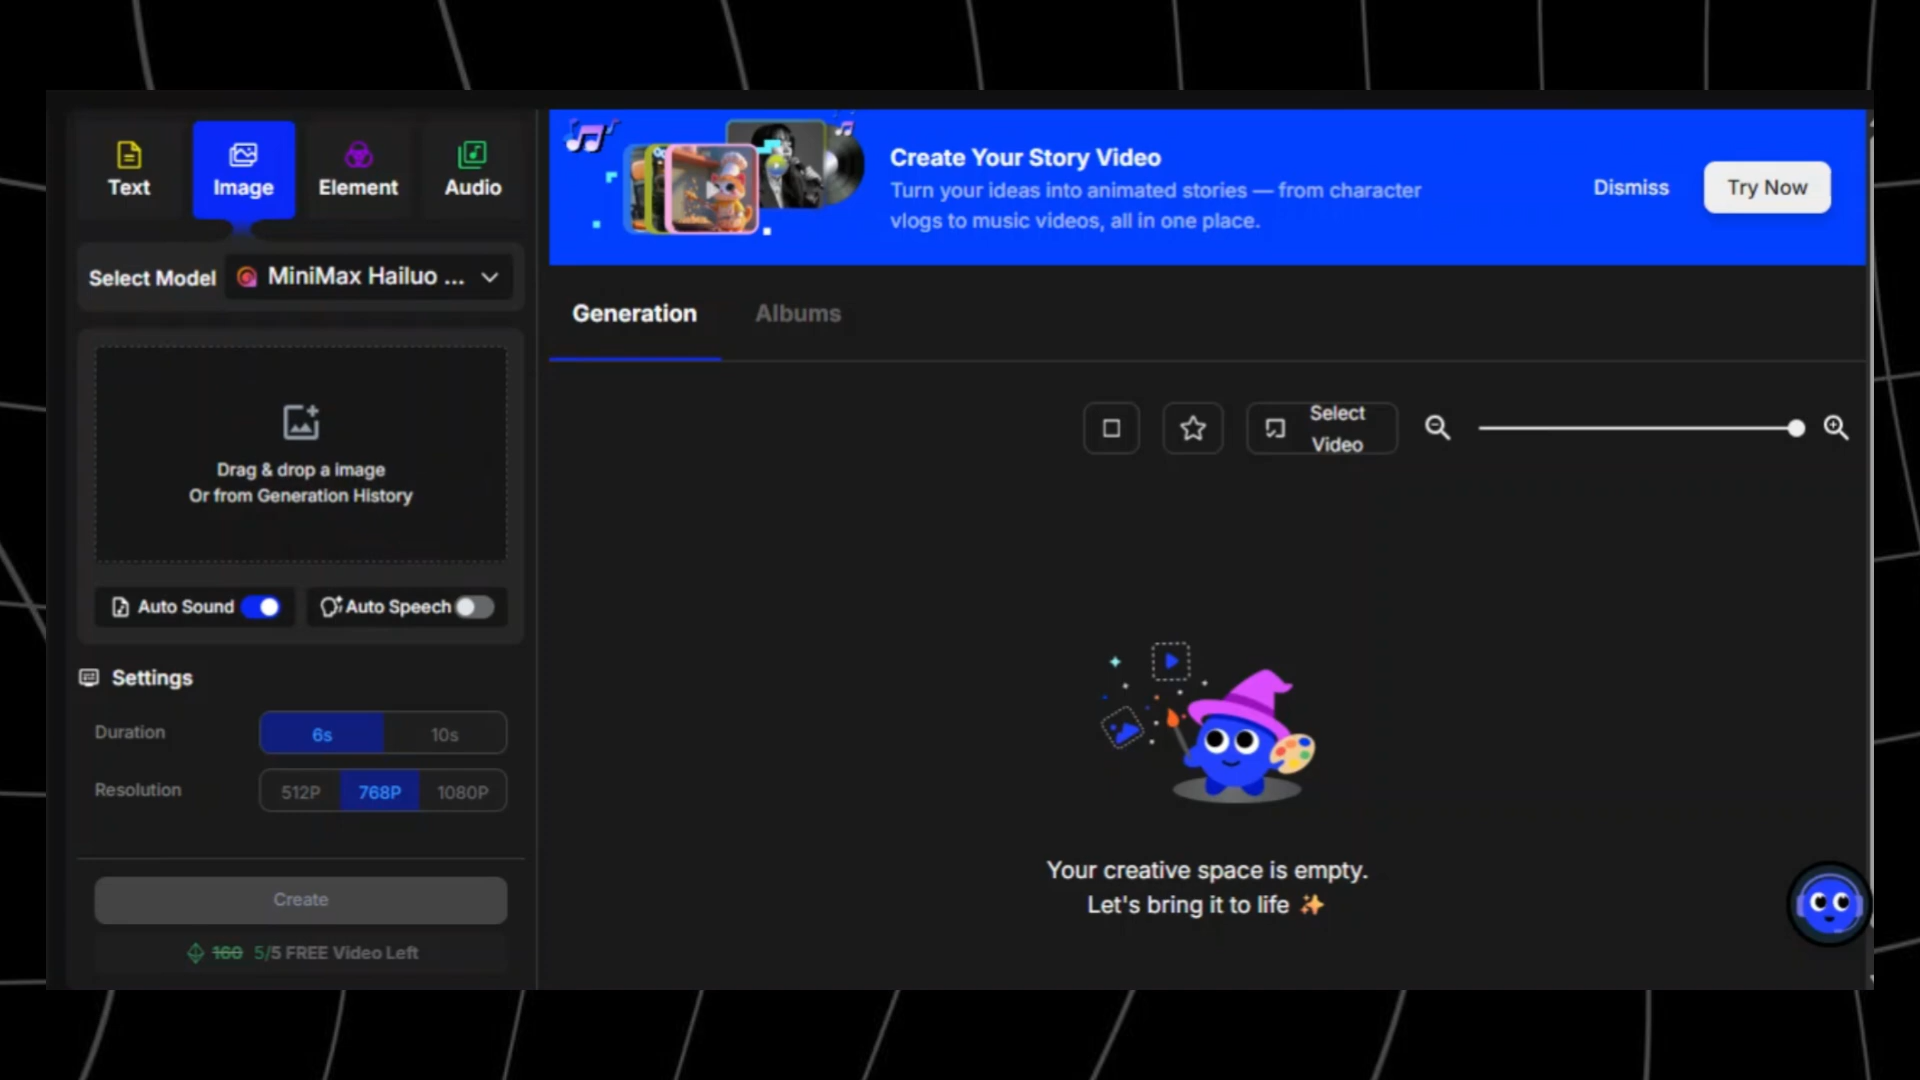 Text
Image
Element
Audio
Select Model
MiniMax Hailuo ...
Drag & drop a image
Or from Generation History
Auto Sound
Auto Speech
Settings
Duration
6s
10s
Resolution
512P
768P
1080P
Create
160 5/5 FREE Video Left
Create Your Story Video
Turn your ideas into animated stories — from character
vlogs to music videos, all in one place.
Dismiss
Try Now
Generation
Albums
Select
Video
Your creative space is empty.
Let's bring it to life ✨